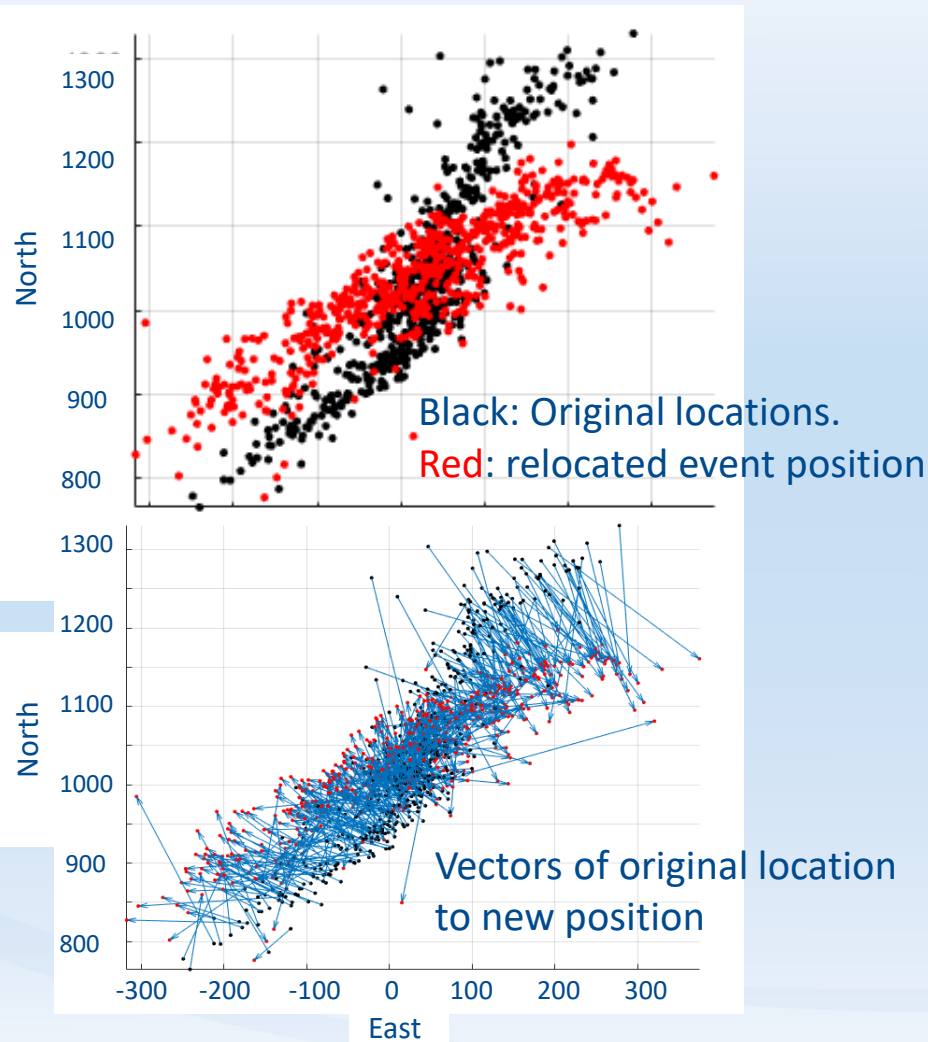 1300
1200
1100
1000
900
800
North
Black: Original locations.
Red: relocated event position
1300
1200
1100
1000
900
800
North
Vectors of original location
to new position
-300 -200 -100 0 100 200 300
East